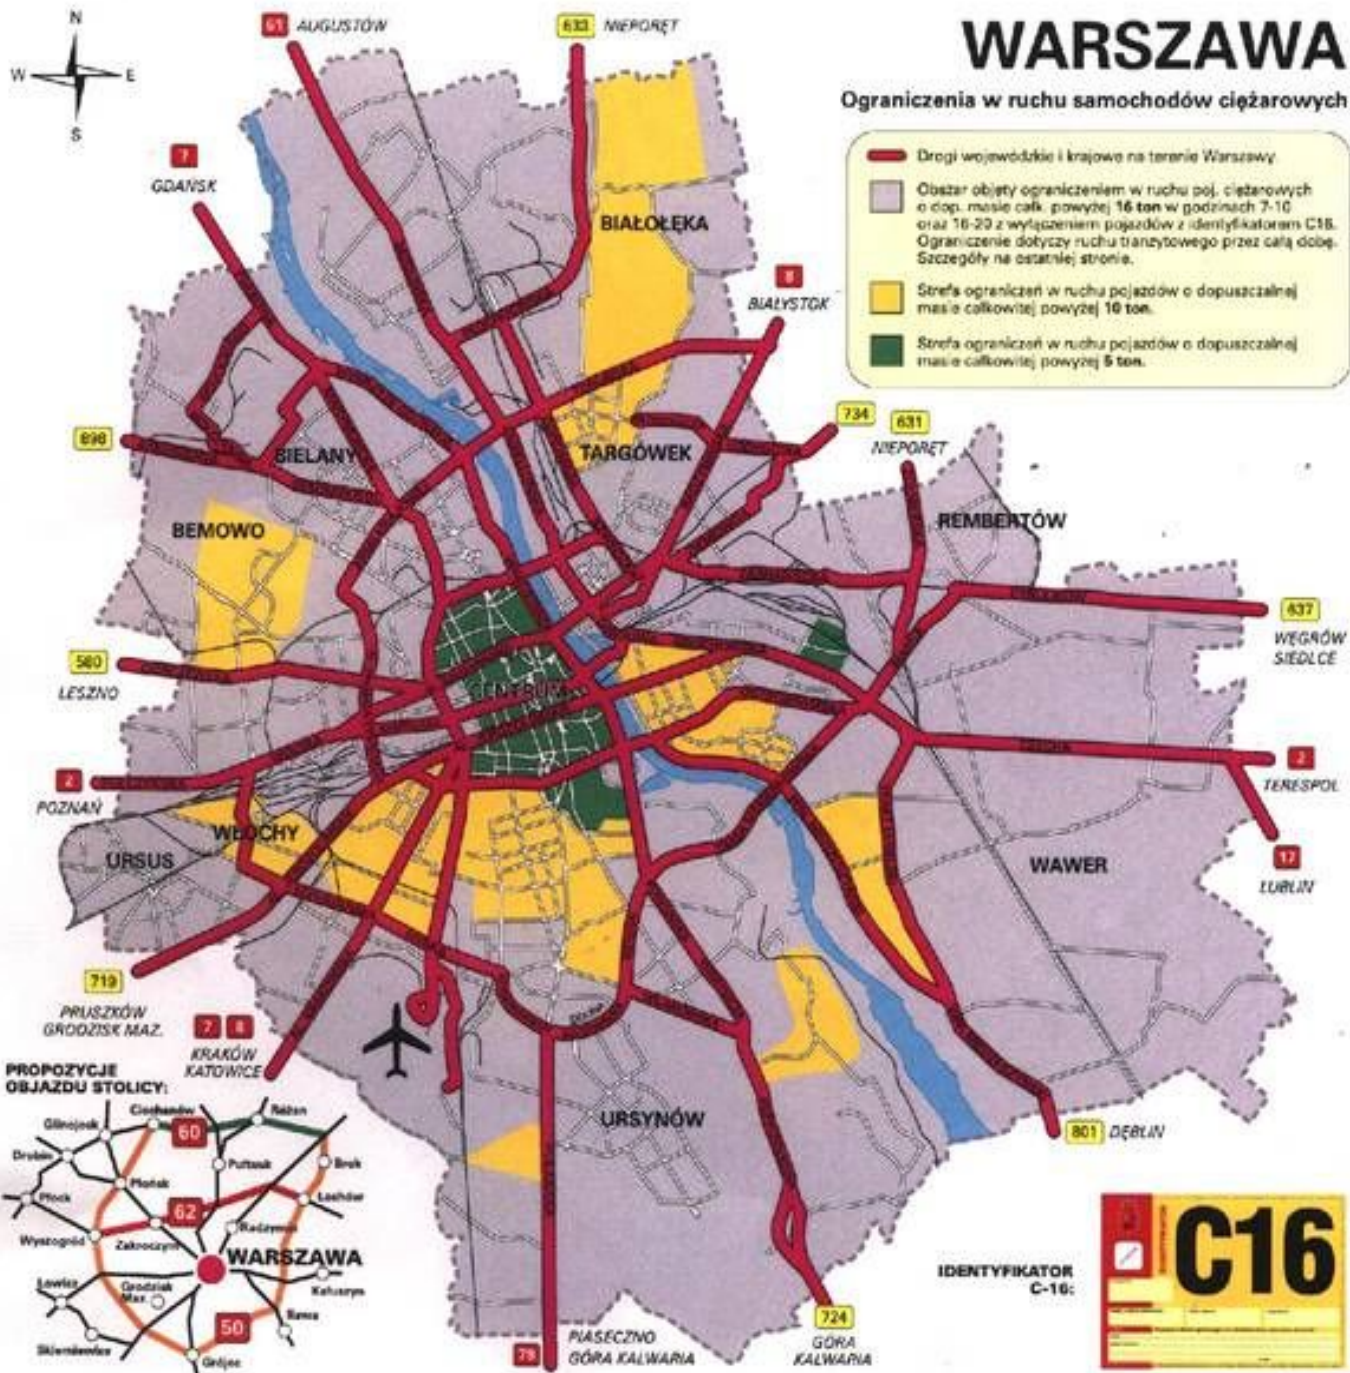 WARSZAWA
Ograniczenia w ruchu samochodów ciężarowych
Drogi wojewódzkie i krajowe na terenie Warszawy
Obszar objęty ograniczeniem w ruchu poj. ciężarowych
o dop. masie całk. powyżej 16 ton w godzinach 7-10
oraz 16-20 z wyłączeniem pojazdów z identyfikatorem C16.
Ograniczenie dotyczy ruchu tranzytowego przez całą dobę.
Szczegóły na ostatniej stronie.
Strefa ograniczeń w ruchu pojazdów o dopuszczalnej
masie całkowitej powyżej 10 ton.
Strefa ograniczeń w ruchu pojazdów o dopuszczalnej
masie całkowitej powyżej 5 ton.
N
W E
S
61 AUGUSTÓW
633 NIEPORĘT
7
GDAŃSK
BIAŁOŁĘKA
8
BIAŁYSTOK
734
631
NIEPORĘT
898
BIELANY
TARGÓWEK
BEMOWO
REMBERTÓW
637
WĘGRÓW
SIEDLCE
580
LESZNO
CENTRUM
2
POZNAŃ
2
TERESPOL
WŁOCHY
URSUS
WAWER
17
LUBLIN
719
PRUSZKÓW
GRODZISK MAZ.
7 8
KRAKÓW
KATOWICE
URSYNÓW
801 DĘBLIN
724
GÓRA
KALWARIA
79
PIASECZNO
GÓRA KALWARIA
PROPOZYCJE
OBJAZDU STOLICY:
Glinojeck
Ciechanów
60
Różan
Drobin
Pułtusk
Brok
Płock
Płońsk
62
Łochów
Wyszogród
Zakroczym
Radzymin
WARSZAWA
Łowicz
Grodzisk
Maz.
Kałuszyn
Skierniewice
50
Grójec
IDENTYFIKATOR
C-16:
C16